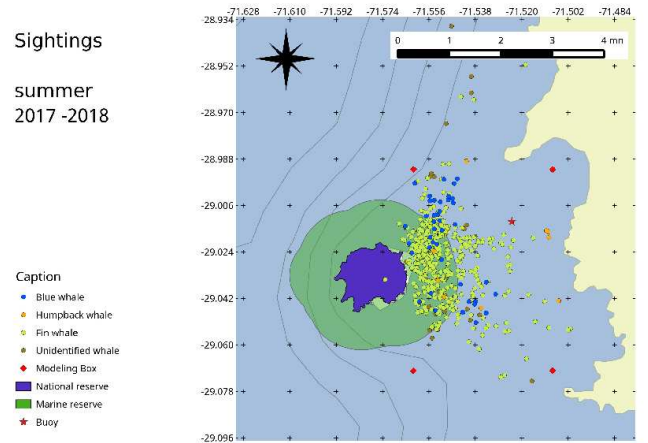 Sightings
summer
2017 -2018
-71.628 -71.610 -71.592 -71.574 -71.556 -71.538 -71.520 -71.502 -71.484
0 1 2 3 4 mn
-28.934
-28.952
-28.970
-28.988
-29.006
-29.024
-29.042
-29.060
-29.078
-29.096
Caption
Blue whale
Humpback whale
Fin whale
Unidentified whale
Modeling Box
National reserve
Marine reserve
Buoy